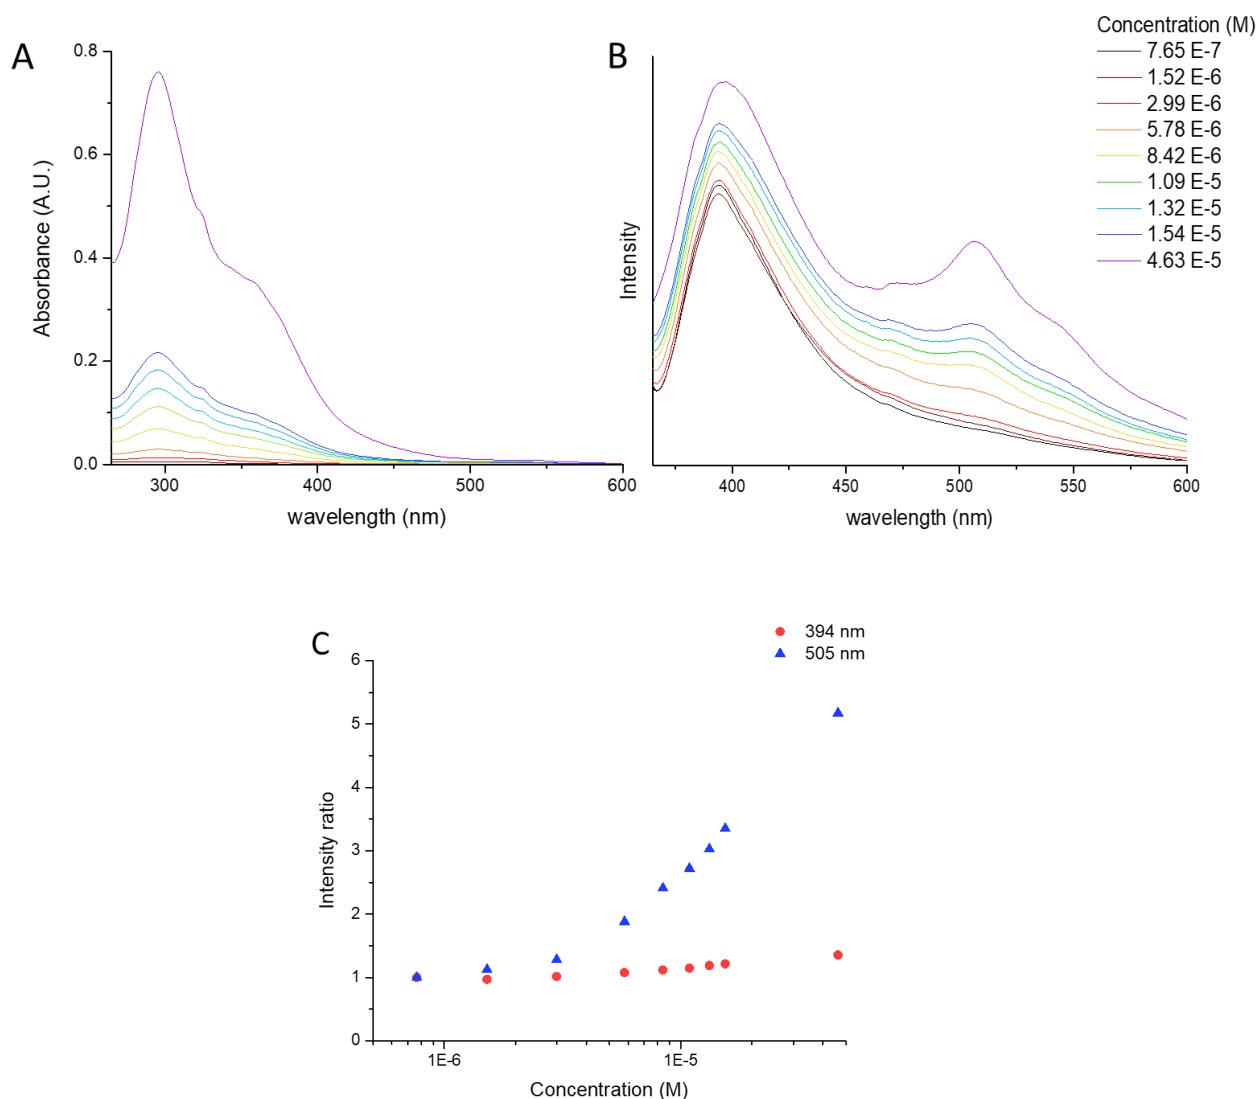 A
Absorbance (A.U.)
0.8
0.6
0.4
0.2
0.0
300
400
500
600
wavelength (nm)
B
Intensity
400
450
500
550
600
wavelength (nm)
Concentration (M)
7.65 E-7
1.52 E-6
2.99 E-6
5.78 E-6
8.42 E-6
1.09 E-5
1.32 E-5
1.54 E-5
4.63 E-5
C
394 nm
505 nm
Intensity ratio
6
5
4
3
2
1
0
1E-6
1E-5
Concentration (M)